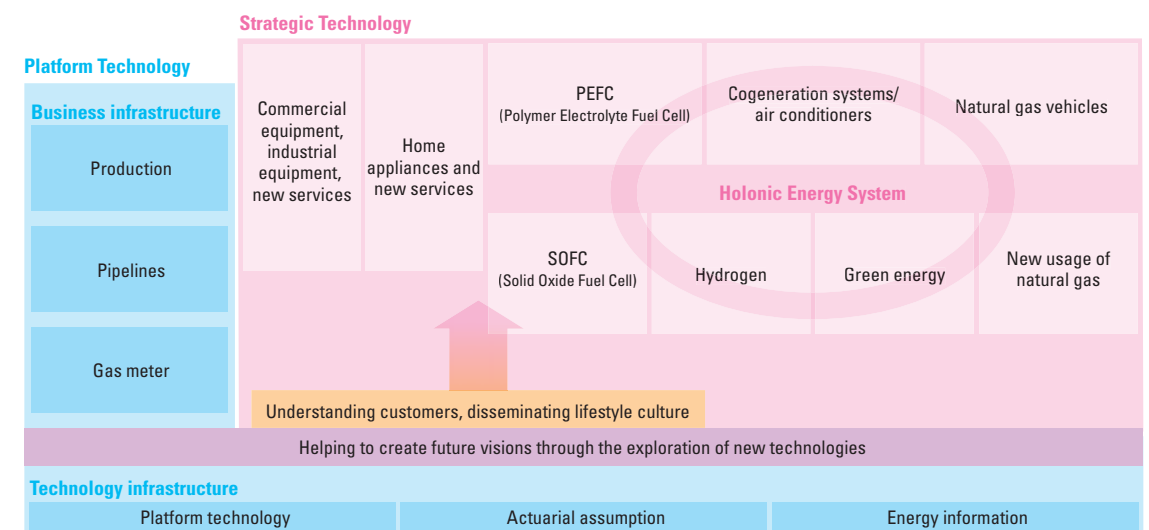 Strategic Technology
Platform Technology
Business infrastructure
Production
Pipelines
Gas meter
Commercial
equipment,
industrial
equipment,
new services
Home
appliances and
new services
PEFC
(Polymer Electrolyte Fuel Cell)
Cogeneration systems/
air conditioners
Natural gas vehicles
Holonic Energy System
SOFC
(Solid Oxide Fuel Cell)
Hydrogen
Green energy
New usage of
natural gas
Understanding customers, disseminating lifestyle culture
Helping to create future visions through the exploration of new technologies
Technology infrastructure
Platform technology
Actuarial assumption
Energy information